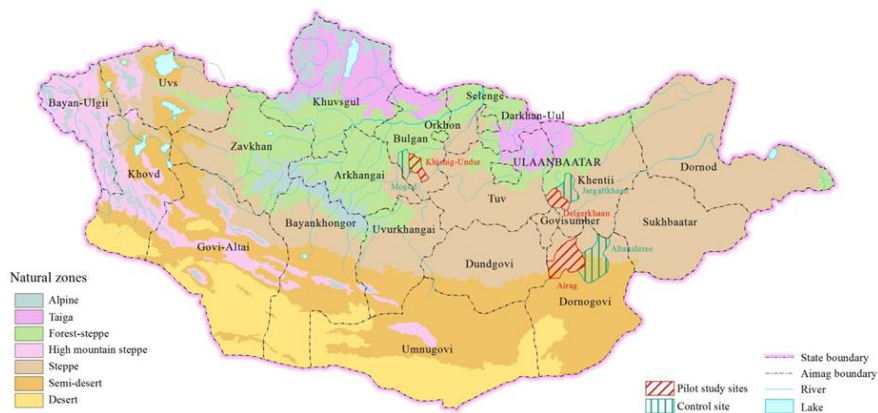 Uvs
Bayan-Ulgii
Khuvsgul
Selenge
Darkhan-Uul
Orkhon
Bulgan
Zavkhan
Khishig-Undur
ULAANBAATAR
Arkhangai
Mogod
Khovd
Khentii
Jargaltkhaan
Dornod
Tuv
Delgerkhaan
Govisumber
Sukhbaatar
Bayankhongor
Uvurkhangai
Govi-Altai
Altanshiree
Dundgovi
Airag
Dornogovi
Umnugovi
Natural zones
Alpine
Taiga
Forest-steppe
High mountain steppe
Steppe
Semi-desert
Desert
Pilot study sites
Control site
State boundary
Aimag boundary
River
Lake